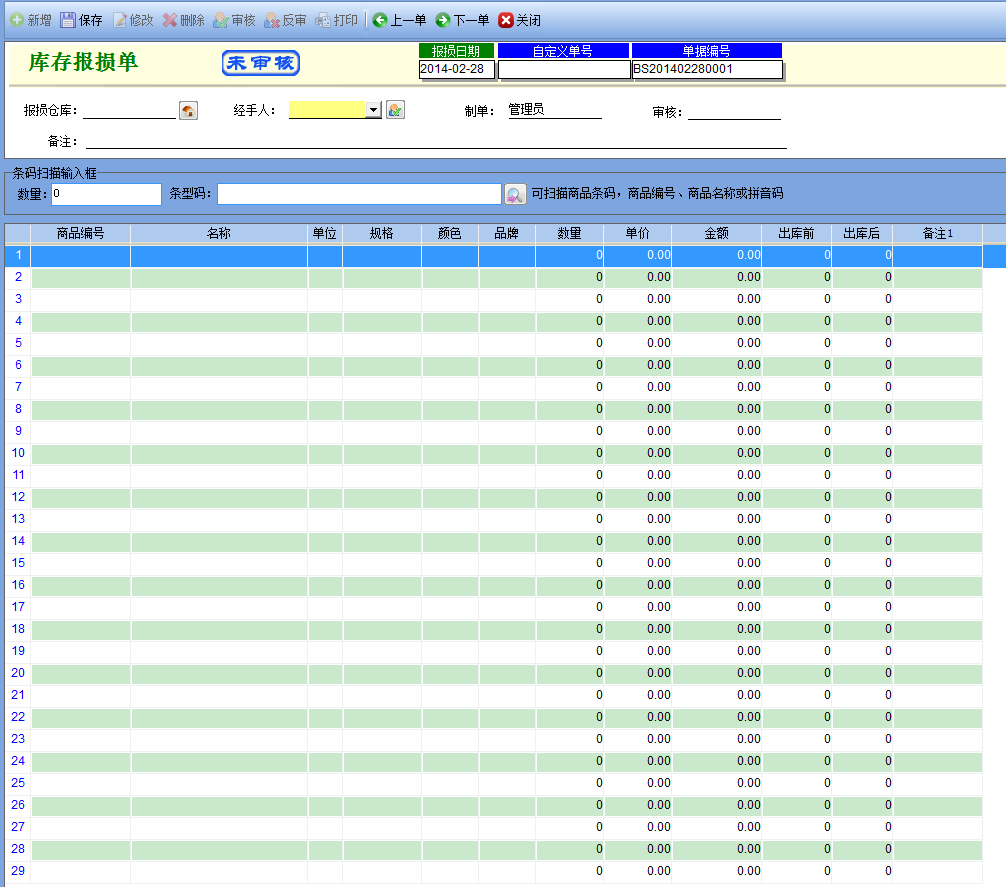 新增 保存 修改 删除 审核 反审 打印 上一单 下一单 关闭
库存报损单 未审核 报损日期 自定义单号 单据编号
2014-02-28 BS201402280001
报损仓库： 经手人： 制单： 管理员 审核：
备注：
条码扫描输入框
数量：0 条型码： 可扫描商品条码，商品编号、商品名称或拼音码
商品编号 名称 单位 规格 颜色 品牌 数量 单价 金额 出库前 出库后 备注1
1 0 0.00 0.00 0 0
2 0 0.00 0.00 0 0
3 0 0.00 0.00 0 0
4 0 0.00 0.00 0 0
5 0 0.00 0.00 0 0
6 0 0.00 0.00 0 0
7 0 0.00 0.00 0 0
8 0 0.00 0.00 0 0
9 0 0.00 0.00 0 0
10 0 0.00 0.00 0 0
11 0 0.00 0.00 0 0
12 0 0.00 0.00 0 0
13 0 0.00 0.00 0 0
14 0 0.00 0.00 0 0
15 0 0.00 0.00 0 0
16 0 0.00 0.00 0 0
17 0 0.00 0.00 0 0
18 0 0.00 0.00 0 0
19 0 0.00 0.00 0 0
20 0 0.00 0.00 0 0
21 0 0.00 0.00 0 0
22 0 0.00 0.00 0 0
23 0 0.00 0.00 0 0
24 0 0.00 0.00 0 0
25 0 0.00 0.00 0 0
26 0 0.00 0.00 0 0
27 0 0.00 0.00 0 0
28 0 0.00 0.00 0 0
29 0 0.00 0.00 0 0